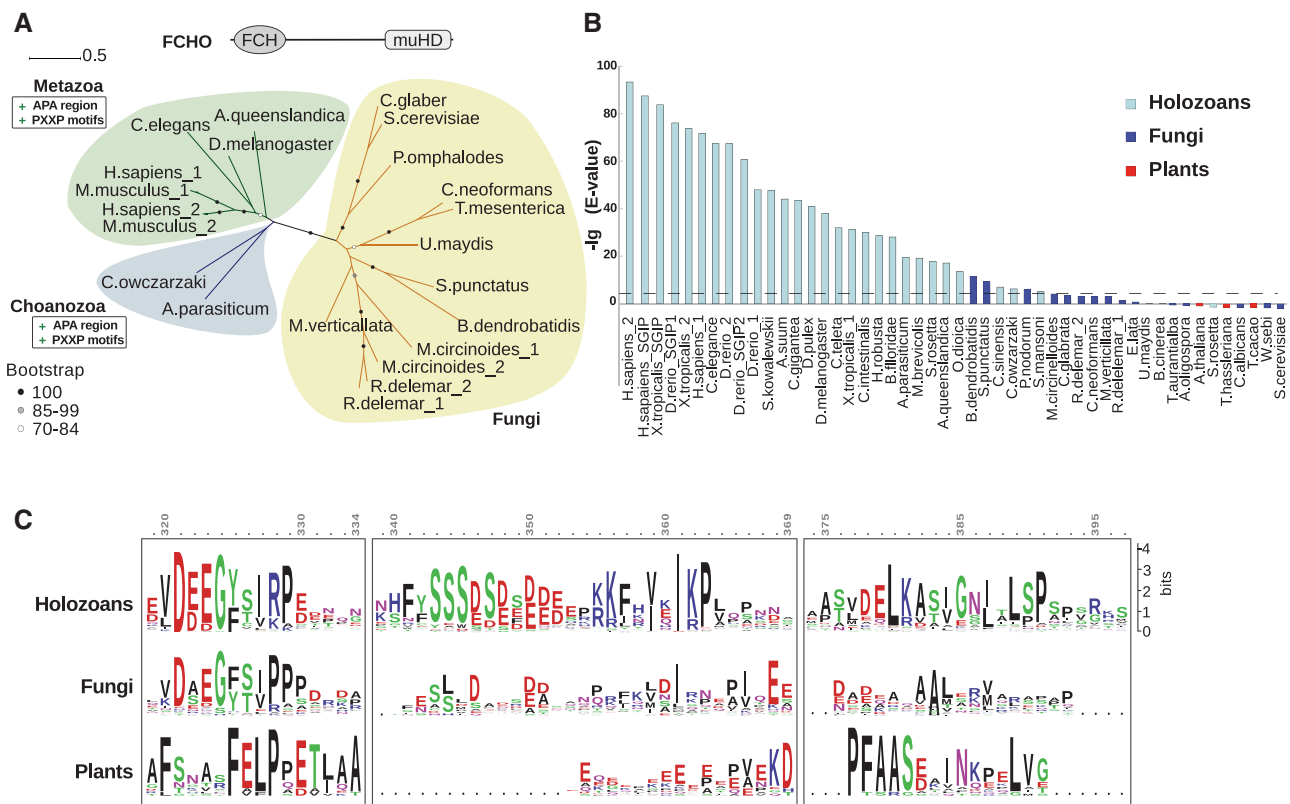 A
FCHO
FCH
muHD
0.5
Metazoa
+ APA region
+ PXXP motifs
C.elegans
A.queenslandica
D.melanogaster
H.sapiens_1
M.musculus_1
H.sapiens_2
M.musculus_2
C.owczarzaki
A.parasiticum
Choanozoa
+ APA region
+ PXXP motifs
Bootstrap
100
85-99
70-84
C.glaber
S.cerevisiae
P.omphalodes
C.neoformans
T.mesenterica
U.maydis
S.punctatus
B.dendrobatidis
M.verticallata
M.circinoides_1
M.circinoides_2
R.delemar_2
R.delemar_1
Fungi
B
-lg (E-value)
100
80
60
40
20
0
Holozoans
Fungi
Plants
H.sapiens_2
H.sapiens_SGIP
X.tropicalis_SGIP
D.rerio_SGIP1
X.tropicalis_2
H.sapiens_1
C.elegance
D.rerio_2
D.rerio_SGIP2
D.rerio_1
S.kowalewskii
A.suum
C.gigantea
D.pulex
D.melanogaster
C.teleta
X.tropicalis_1
C.intestinalis
H.robusta
B.flloridae
A.parasiticum
M.brevicolis
S.rosetta
A.queenslandica
O.dioica
B.dendrobatidis
S.punctatus
C.sinensis
C.owzarzaki
P.nodorum
S.mansoni
M.circinelloides
C.glabrata
R.delemar_2
C.neoformans
M.verticillata
R.delelemar_1
E.lata
U.maydis
B.cinerea
T.aurantialba
A.oligospora
A.thaliana
S.rosetta
T.hassleriana
C.albicans
T.cacao
W.sebi
S.cerevisiae
C
320
330
334
340
350
360
369
375
385
395
4
3
2
1
0
bits
Holozoans
Fungi
Plants